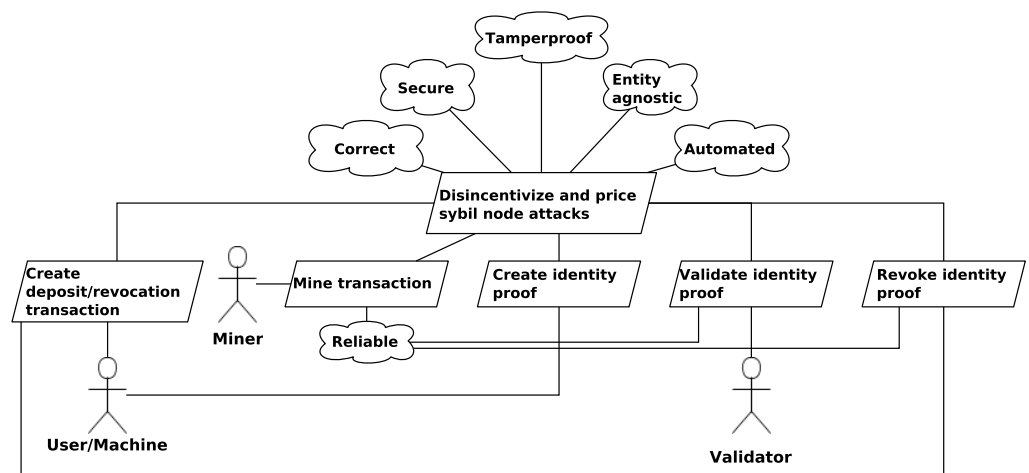 Tamperproof
Secure
Entity
agnostic
Correct
Automated
Disincentivize and price
sybil node attacks
Create
deposit/revocation
transaction
Mine transaction
Create identity
proof
Validate identity
proof
Revoke identity
proof
Miner
Reliable
User/Machine
Validator